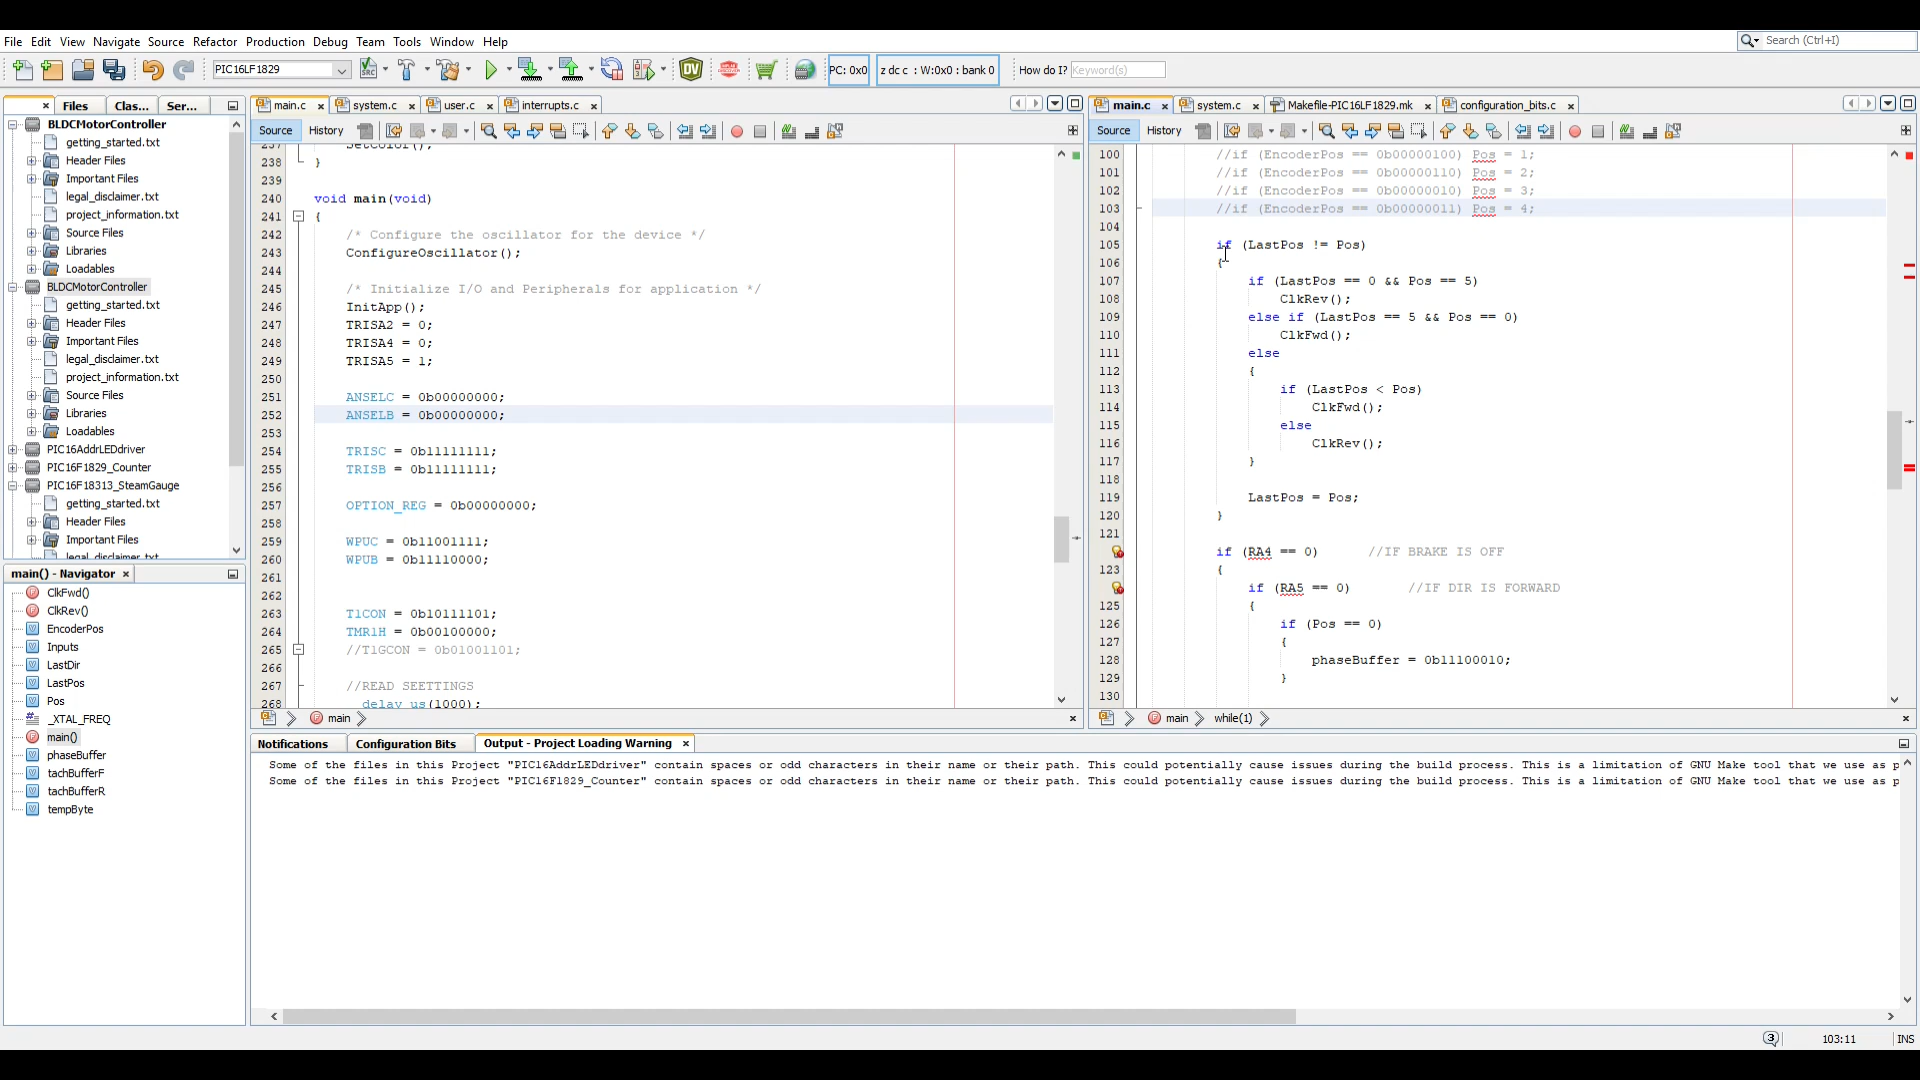 File Edit View Navigate Source Refactor Production Debug Team Tools Window Help
Search (Ctrl+I)
PIC16LF1829
PC: 0x0
z dc c : W:0x0 : bank 0
How do I? Keyword(s)
Files Clas... Ser...
BLDCMotorController
getting_started.txt
Header Files
Important Files
legal_disclaimer.txt
project_information.txt
Source Files
Libraries
Loadables
BLDCMotorController
getting_started.txt
Header Files
Important Files
legal_disclaimer.txt
project_information.txt
Source Files
Libraries
Loadables
PIC16AddrLEDdriver
PIC16F1829_Counter
PIC16F18313_SteamGauge
getting_started.txt
Header Files
Important Files
legal_disclaimer.txt
main() - Navigator
ClkFwd()
ClkRev()
EncoderPos
Inputs
LastDir
LastPos
Pos
_XTAL_FREQ
main()
phaseBuffer
tachBufferF
tachBufferR
tempByte
main.c system.c user.c interrupts.c
Source History
237 SetColor();
238 }
239
240 void main(void)
241 {
242 /* Configure the oscillator for the device */
243 ConfigureOscillator();
244
245 /* Initialize I/O and Peripherals for application */
246 InitApp();
247 TRISA2 = 0;
248 TRISA4 = 0;
249 TRISA5 = 1;
250
251 ANSELC = 0b00000000;
252 ANSELB = 0b00000000;
253
254 TRISC = 0b11111111;
255 TRISB = 0b11111111;
256
257 OPTION_REG = 0b00000000;
258
259 WPUC = 0b11001111;
260 WPUB = 0b11110000;
261
262
263 T1CON = 0b10111101;
264 TMR1H = 0b00100000;
265 //T1GCON = 0b01001101;
266
267 //READ SEETTINGS
268 __delay_us(1000);
main
main.c system.c Makefile-PIC16LF1829.mk configuration_bits.c
Source History
100 //if (EncoderPos == 0b00000100) Pos = 1;
101 //if (EncoderPos == 0b00000110) Pos = 2;
102 //if (EncoderPos == 0b00000010) Pos = 3;
103 //if (EncoderPos == 0b00000011) Pos = 4;
104
105 if (LastPos != Pos)
106 {
107 if (LastPos == 0 && Pos == 5)
108 ClkRev();
109 else if (LastPos == 5 && Pos == 0)
110 ClkFwd();
111 else
112 {
113 if (LastPos < Pos)
114 ClkFwd();
115 else
116 ClkRev();
117 }
118
119 LastPos = Pos;
120 }
121
if (RA4 == 0) //IF BRAKE IS OFF
123 {
if (RA5 == 0) //IF DIR IS FORWARD
125 {
126 if (Pos == 0)
127 {
128 phaseBuffer = 0b11100010;
129 }
130
main while(1)
Notifications Configuration Bits Output - Project Loading Warning
Some of the files in this Project "PIC16AddrLEDdriver" contain spaces or odd characters in their name or their path. This could potentially cause issues during the build process. This is a limitation of GNU Make tool that we use as p
Some of the files in this Project "PIC16F1829_Counter" contain spaces or odd characters in their name or their path. This could potentially cause issues during the build process. This is a limitation of GNU Make tool that we use as p
3 103:11 INS